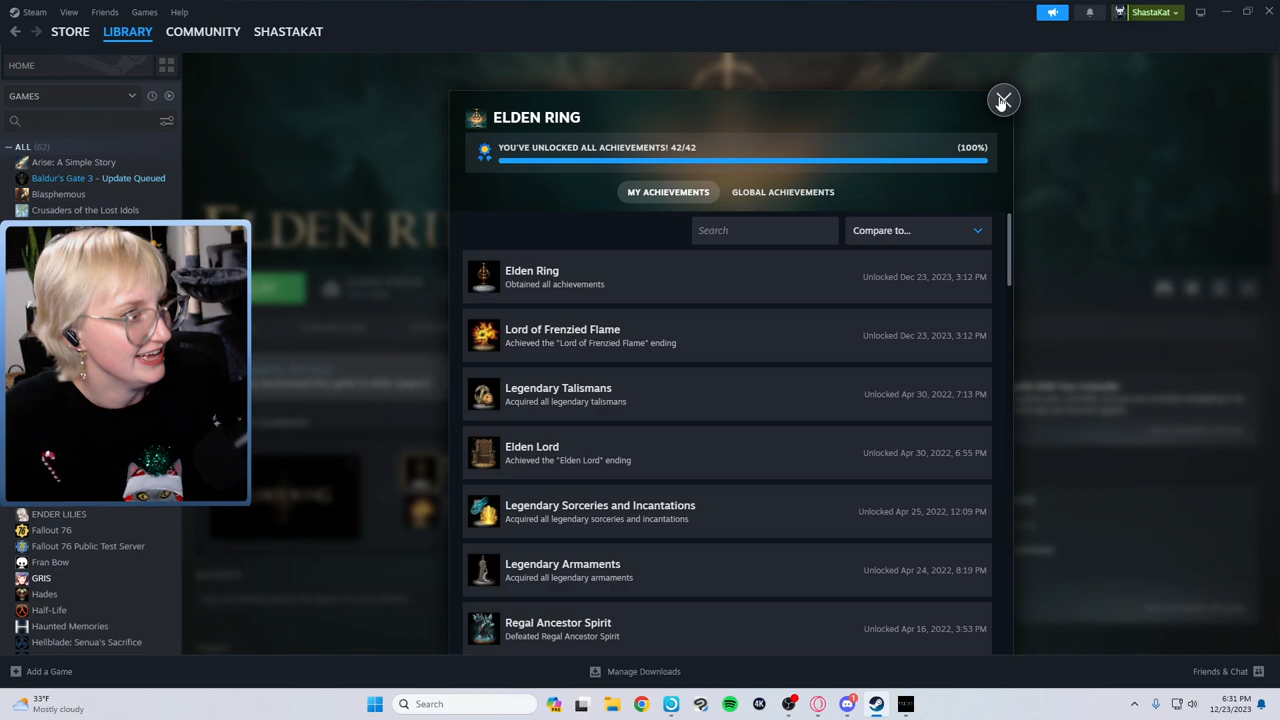 Steam View Friends Games Help
ShastaKat
STORE LIBRARY COMMUNITY SHASTAKAT
HOME
GAMES
ALL (62)
Arise: A Simple Story
Baldur's Gate 3 - Update Queued
Blasphemous
Crusaders of the Lost Idols
ENDER LILIES
Fallout 76
Fallout 76 Public Test Server
Fran Bow
GRIS
Hades
Half-Life
Haunted Memories
Hellblade: Senua's Sacrifice
ELDEN RING
YOU'VE UNLOCKED ALL ACHIEVEMENTS! 42/42 (100%)
MY ACHIEVEMENTS GLOBAL ACHIEVEMENTS
Search Compare to...
Elden Ring
Obtained all achievements
Unlocked Dec 23, 2023, 3:12 PM
Lord of Frenzied Flame
Achieved the "Lord of Frenzied Flame" ending
Unlocked Dec 23, 2023, 3:12 PM
Legendary Talismans
Acquired all legendary talismans
Unlocked Apr 30, 2022, 7:13 PM
Elden Lord
Achieved the "Elden Lord" ending
Unlocked Apr 30, 2022, 6:55 PM
Legendary Sorceries and Incantations
Acquired all legendary sorceries and incantations
Unlocked Apr 25, 2022, 12:09 PM
Legendary Armaments
Acquired all legendary armaments
Unlocked Apr 24, 2022, 8:19 PM
Regal Ancestor Spirit
Defeated Regal Ancestor Spirit
Unlocked Apr 16, 2022, 3:53 PM
Add a Game Manage Downloads Friends & Chat
33°F
Mostly cloudy
Search
6:31 PM
12/23/2023